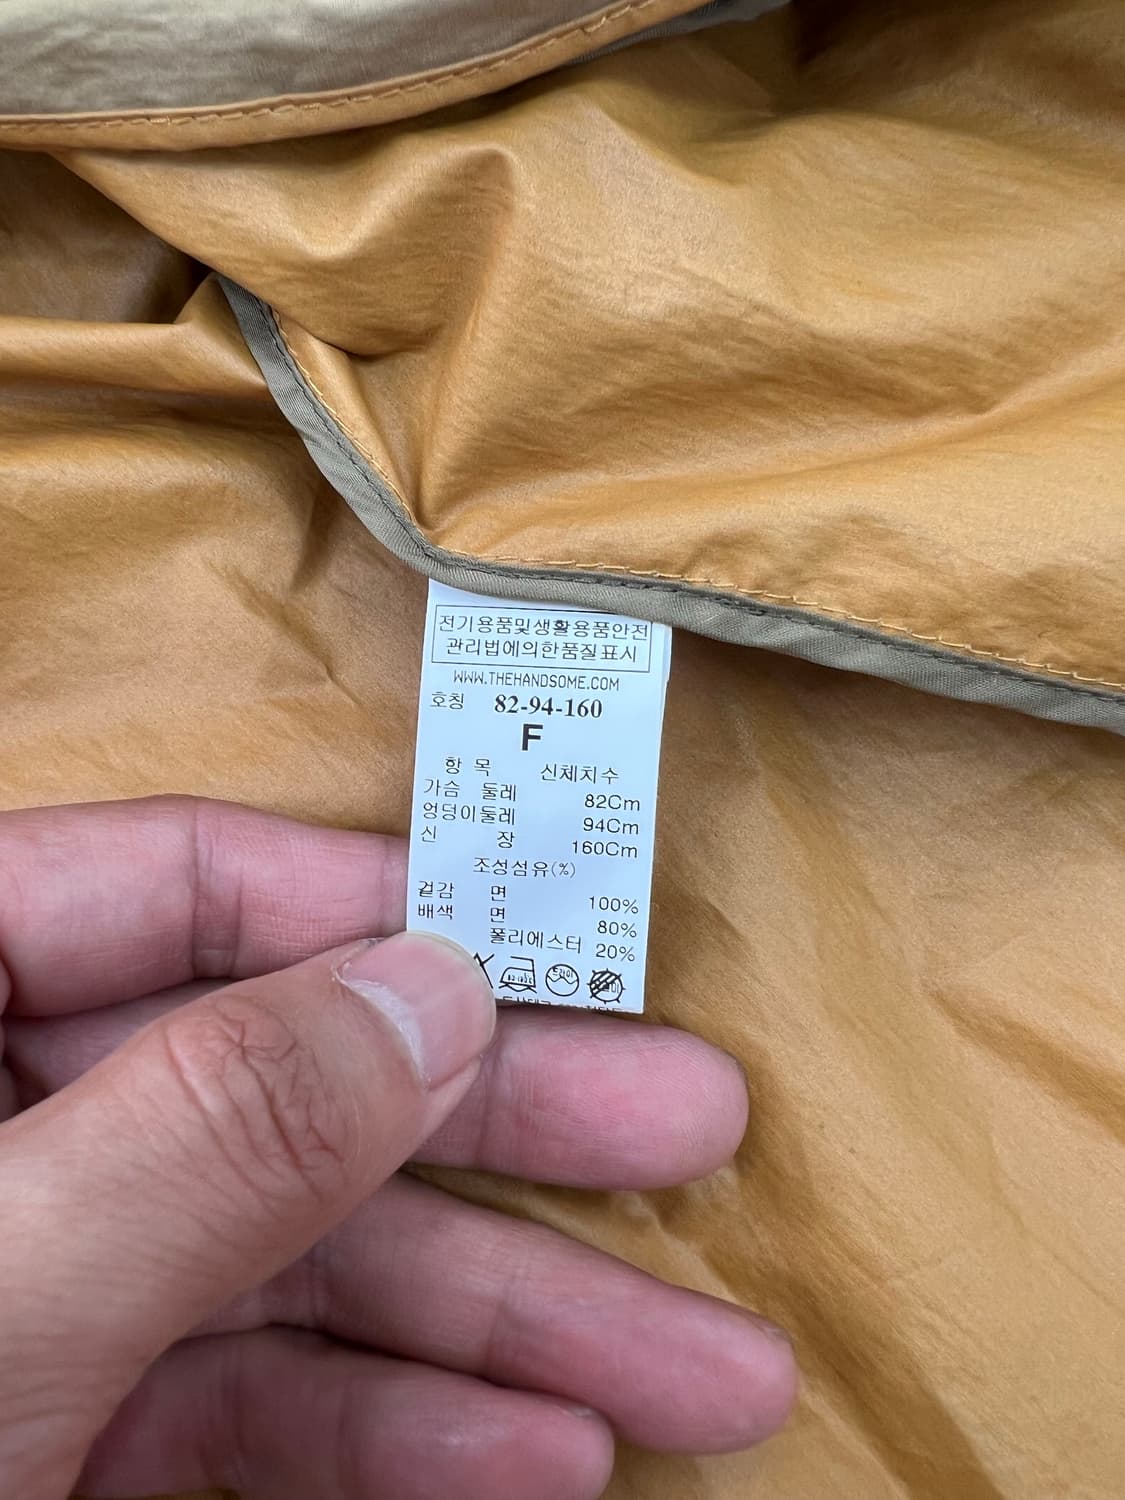 전기용품및생활용품안전
관리법에의한품질표시
WWW.THEHANDSOME.COM
호칭 82-94-160
F
항 목 신체치수
가슴 둘레 82Cm
엉덩이둘레 94Cm
신 장 160Cm
조성섬유(%)
겉감 면 100%
배색 면 80%
폴리에스터 20%
드라이